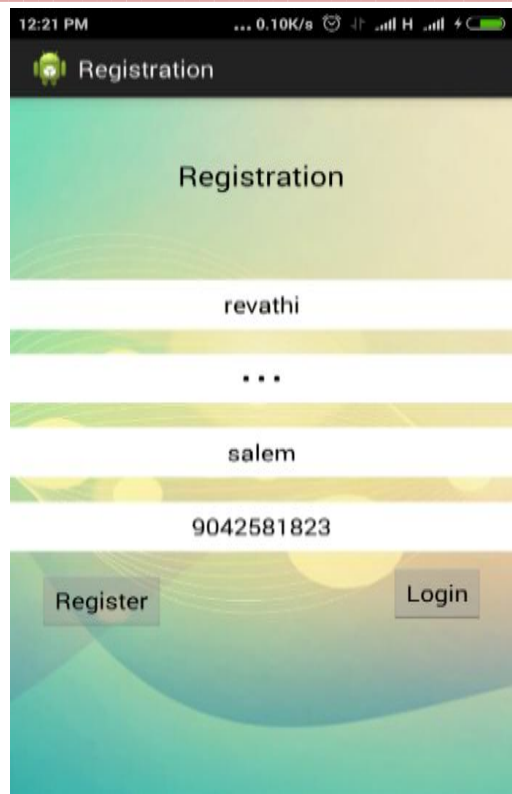 12:21 PM ... 0.10K/s H
Registration
Registration
revathi
...
salem
9042581823
Register Login